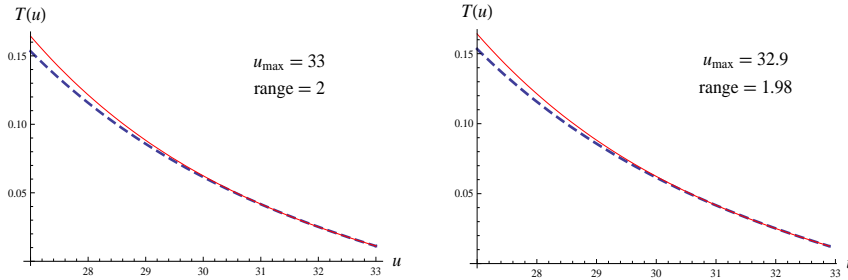 T(u)
u_max = 33
range = 2
0.15
0.10
0.05
28
29
30
31
32
33
u
T(u)
u_max = 32.9
range = 1.98
0.15
0.10
0.05
28
29
30
31
32
33